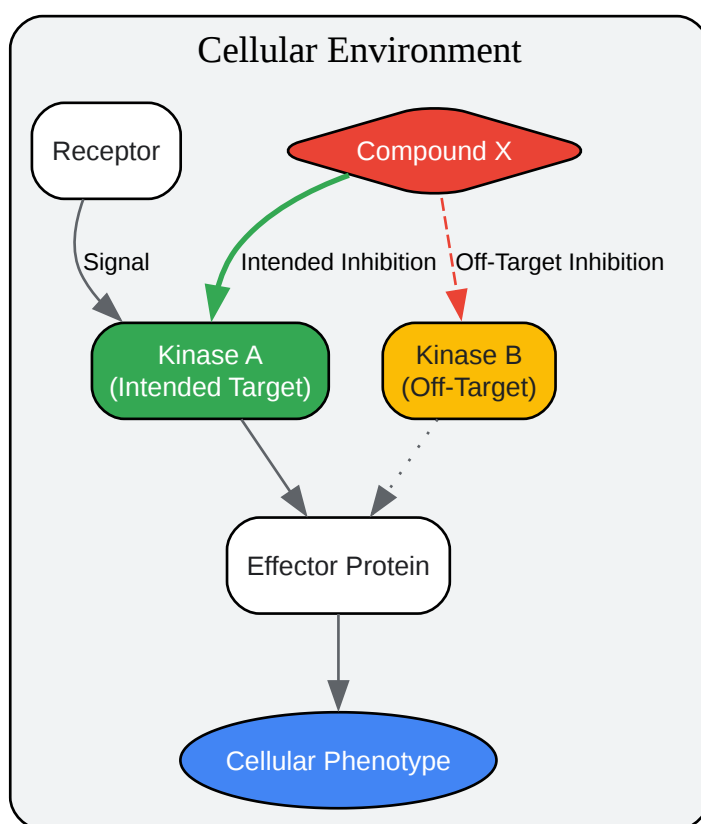 Cellular Environment
Receptor
Compound X
Signal
Intended Inhibition
Off-Target Inhibition
Kinase A
(Intended Target)
Kinase B
(Off-Target)
Effector Protein
Cellular Phenotype